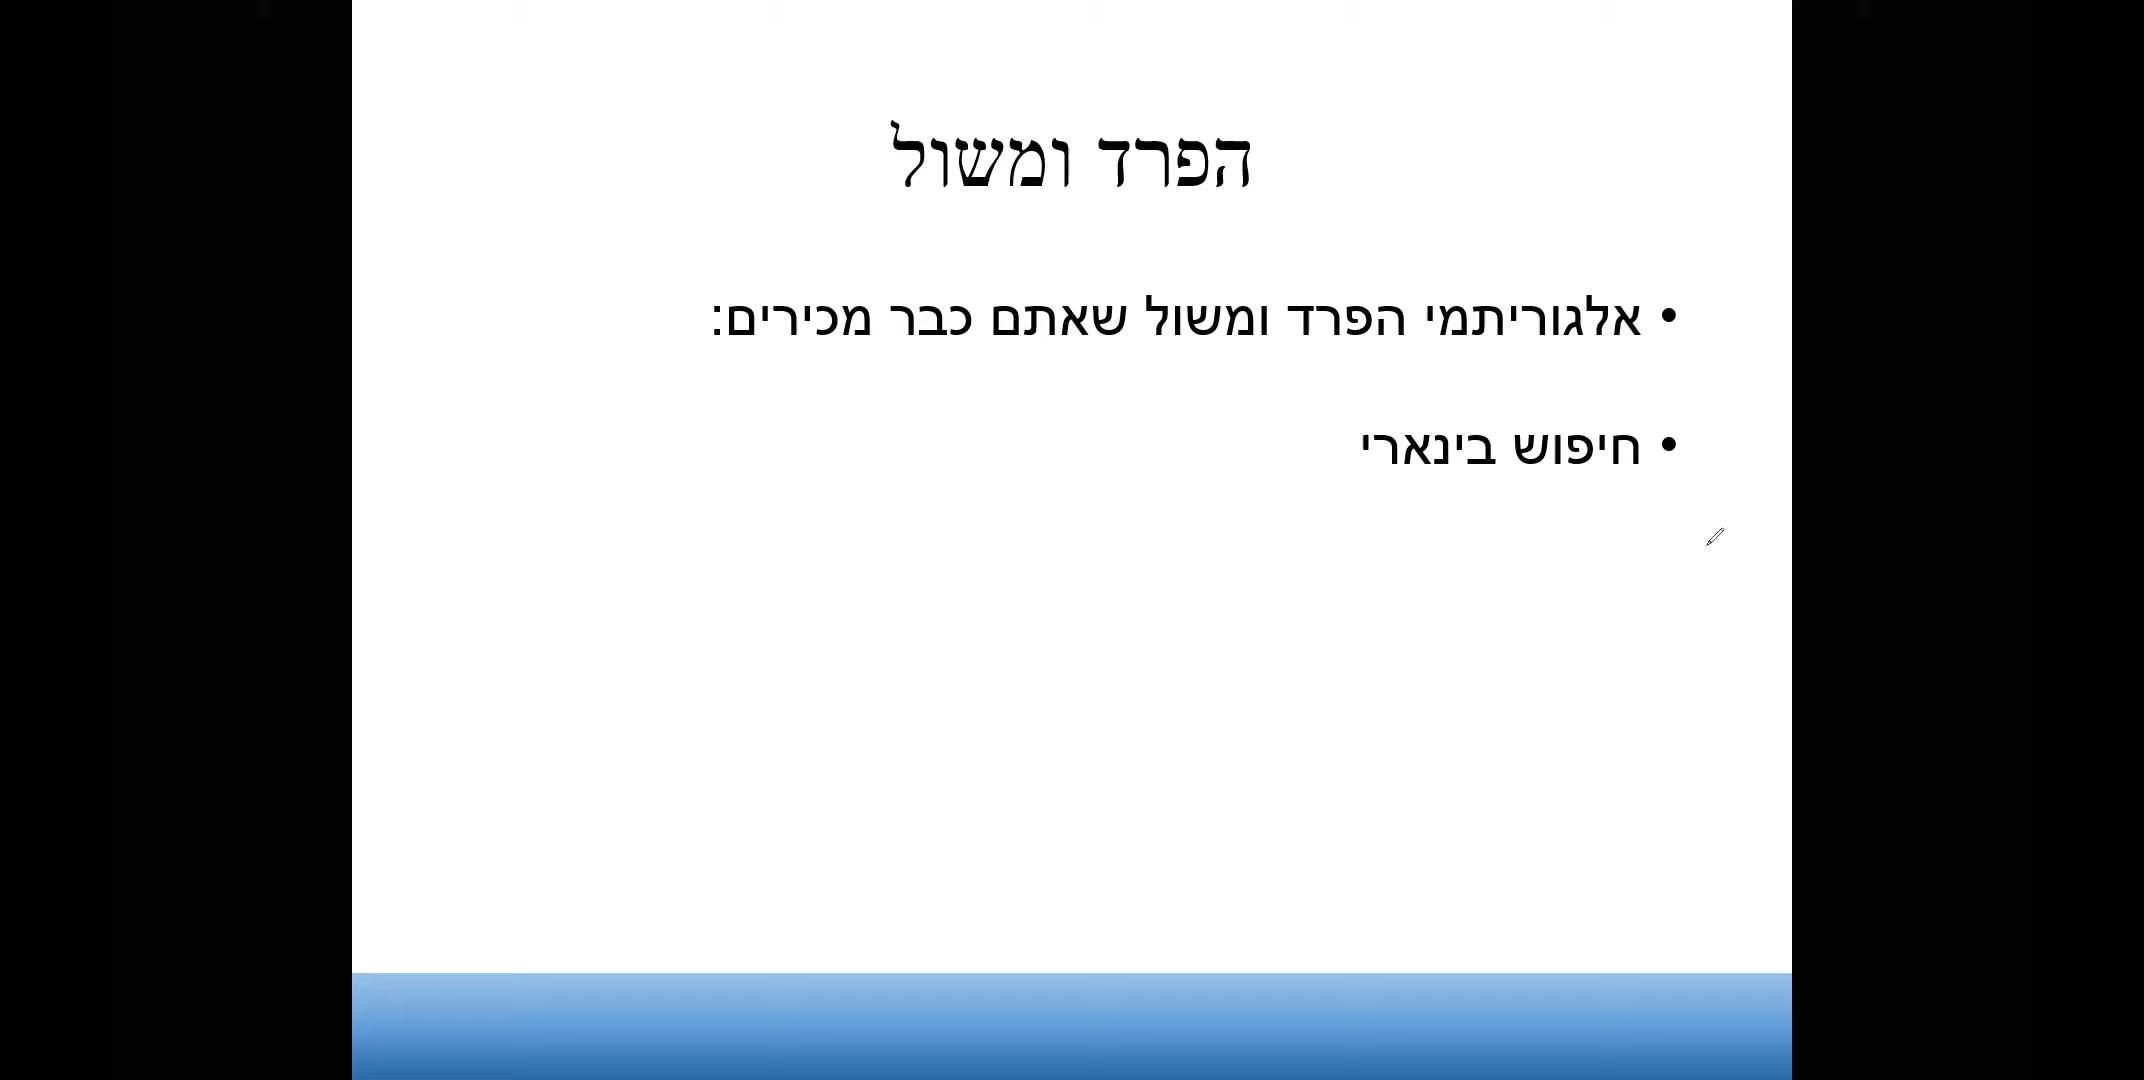 הפרד ומשול
• אלגוריתמי הפרד ומשול שאתם כבר מכירים:
• חיפוש בינארי